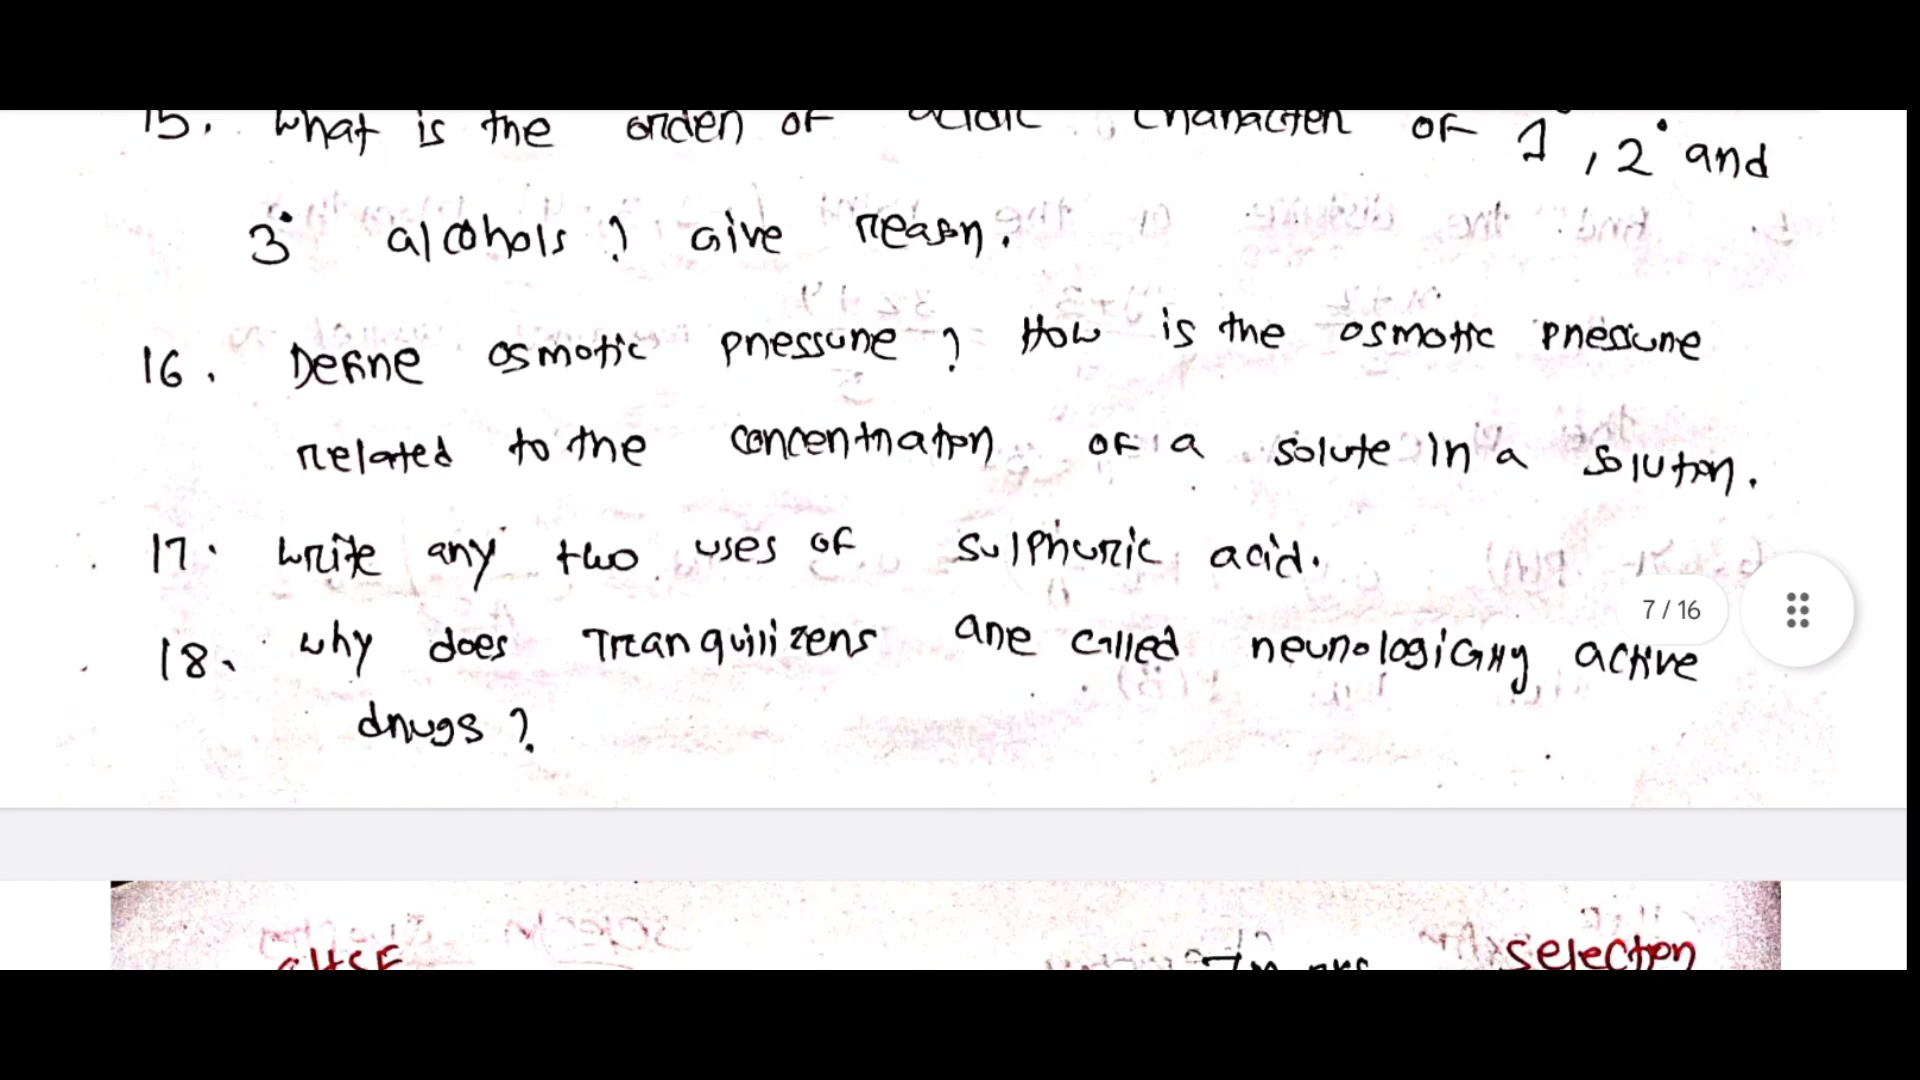 15. What is the order of acidic character of 1°, 2° and
3° alcohols ? Give reason.
16. Define osmotic pressure ? How is the osmotic pressure
related to the concentration of a solute in a solution.
17. Write any two uses of sulphuric acid.
7 / 16
18. Why does Tranquilizers are called neurologically active
drugs ?
CHSE selection